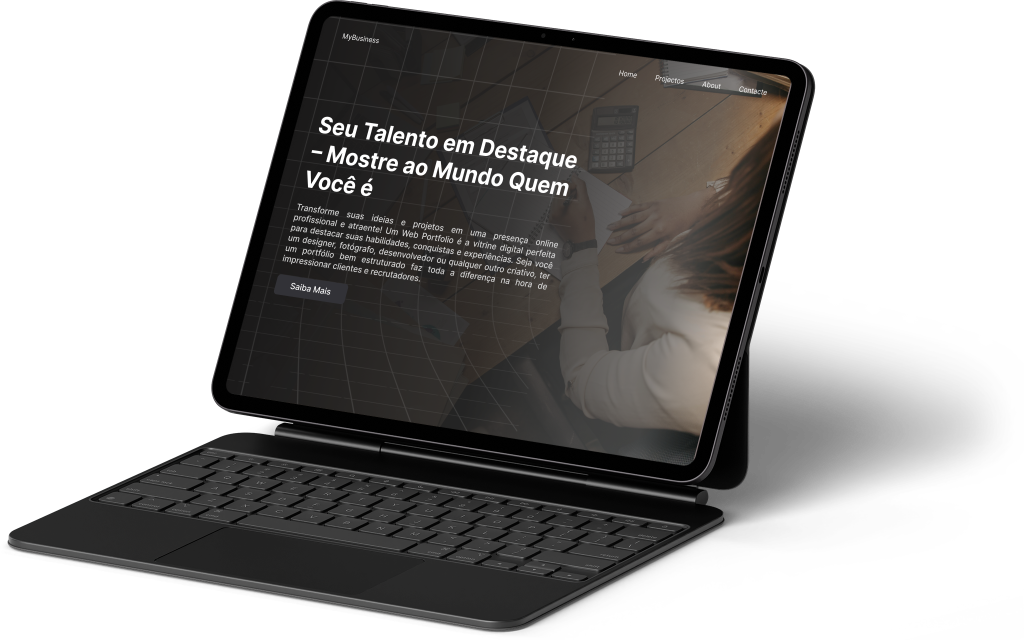 MyBusiness
Home Projectos About Contacte
Seu Talento em Destaque
– Mostre ao Mundo Quem
Você é
Transforme suas ideias e projetos em uma presença online
profissional e atraente! Um Web Portfolio é a vitrine digital perfeita
para destacar suas habilidades, conquistas e experiências. Seja você
um designer, fotógrafo, desenvolvedor ou qualquer outro criativo, ter
um portfólio bem estruturado faz toda a diferença na hora de
impressionar clientes e recrutadores.
Saiba Mais